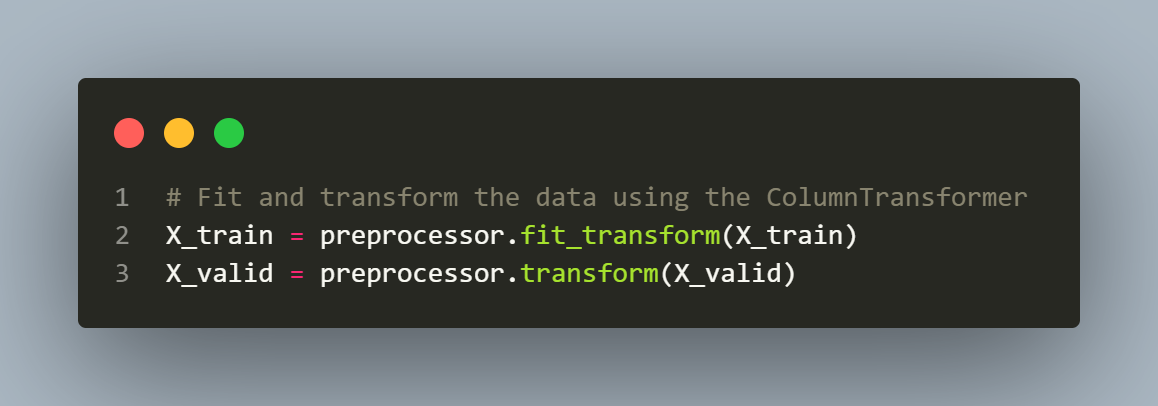 1 # Fit and transform the data using the ColumnTransformer
2 X_train = preprocessor.fit_transform(X_train)
3 X_valid = preprocessor.transform(X_valid)